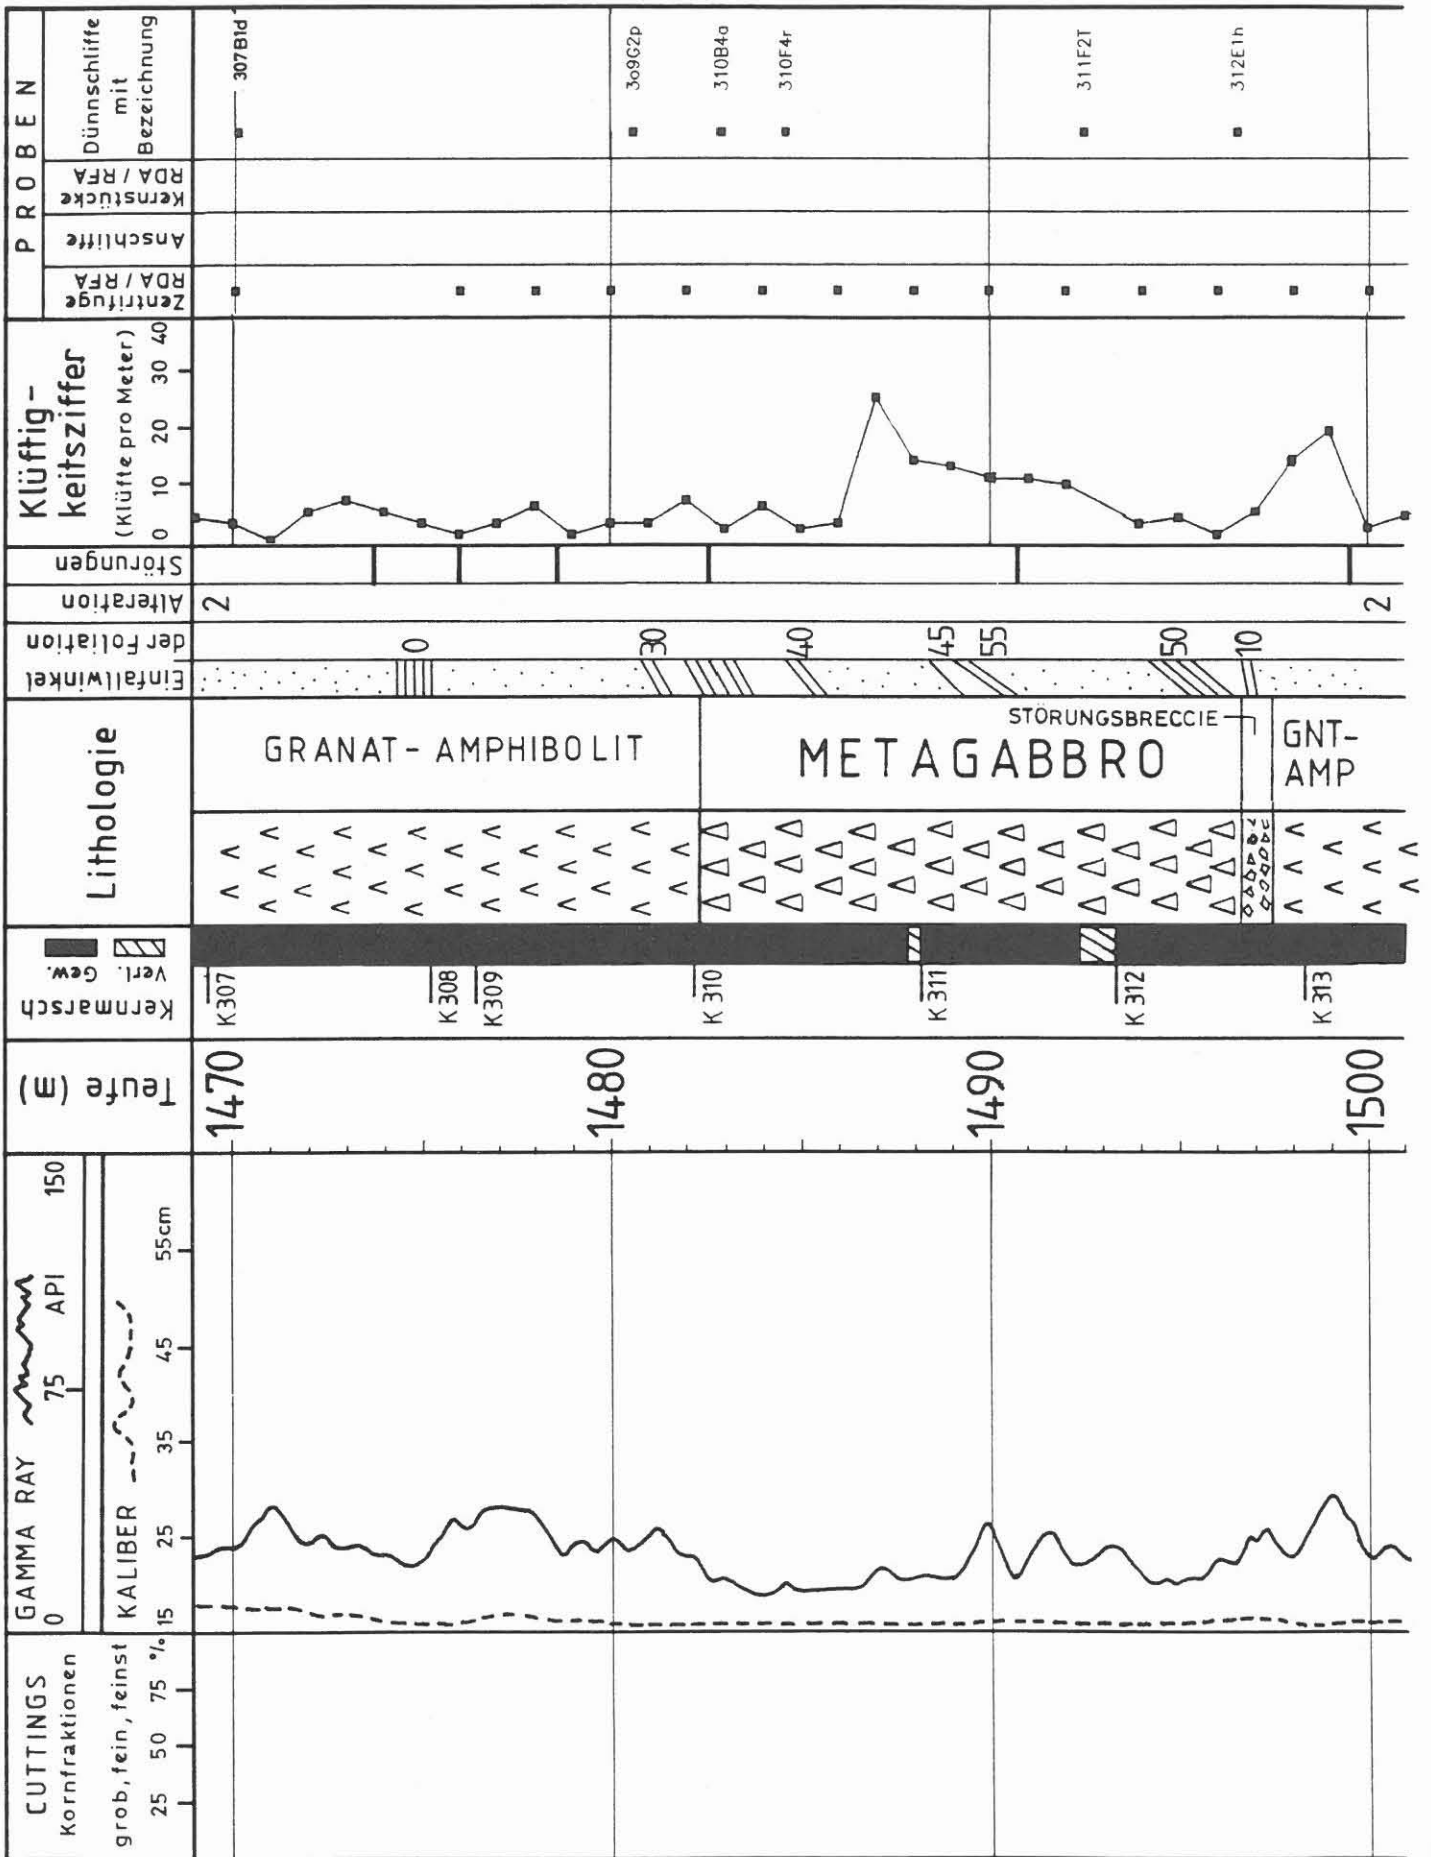 PROBEN
Dünnschliffe
mit
Bezeichnung
307B1d
3o9G2p
310B4a
310F4r
311F2T
312E1h
Kernstücke
RDA / RFA
Anschliffe
Zentrifuge
RDA / RFA
Klüftig-
keitsziffer
(Klüfte pro Meter)
0 10 20 30 40
Störungen
Alteration
2
2
Einfallwinkel
der Foliation
0
30
40
45
55
50
10
Lithologie
GRANAT-AMPHIBOLIT
METAGABBRO
STÖRUNGSBRECCIE
GNT-
AMP
Kernmarsch
Gew.
Verl.
K307
K308
K309
K310
K311
K312
K313
Teufe (m)
1470
1480
1490
1500
GAMMA RAY
0 75 API 150
KALIBER
15 25 35 45 55cm
CUTTINGS
Kornfraktionen
grob, fein, feinst
25 50 75 %